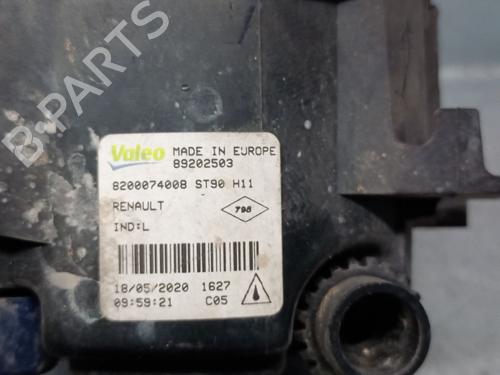 B-PARTS
Valeo MADE IN EUROPE
89202503
8200074008 ST90 H11
RENAULT 796
IND:L
18/05/2020 1627
09:59:21 C05